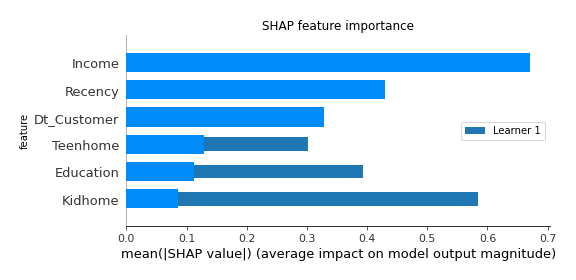 SHAP feature importance
feature
Income
Recency
Dt_Customer
Teenhome
Education
Kidhome
Learner 1
0.0 0.1 0.2 0.3 0.4 0.5 0.6 0.7
mean(|SHAP value|) (average impact on model output magnitude)